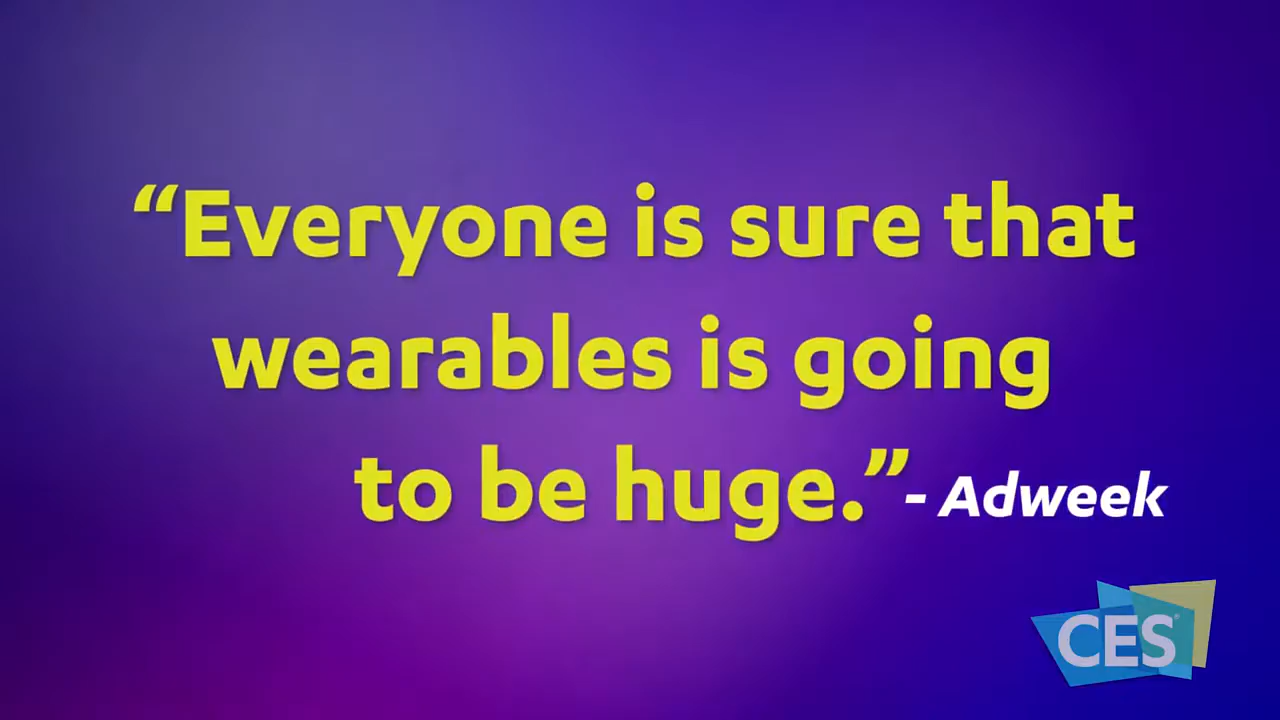 “Everyone is sure that
wearables is going
to be huge.” - Adweek
CES®